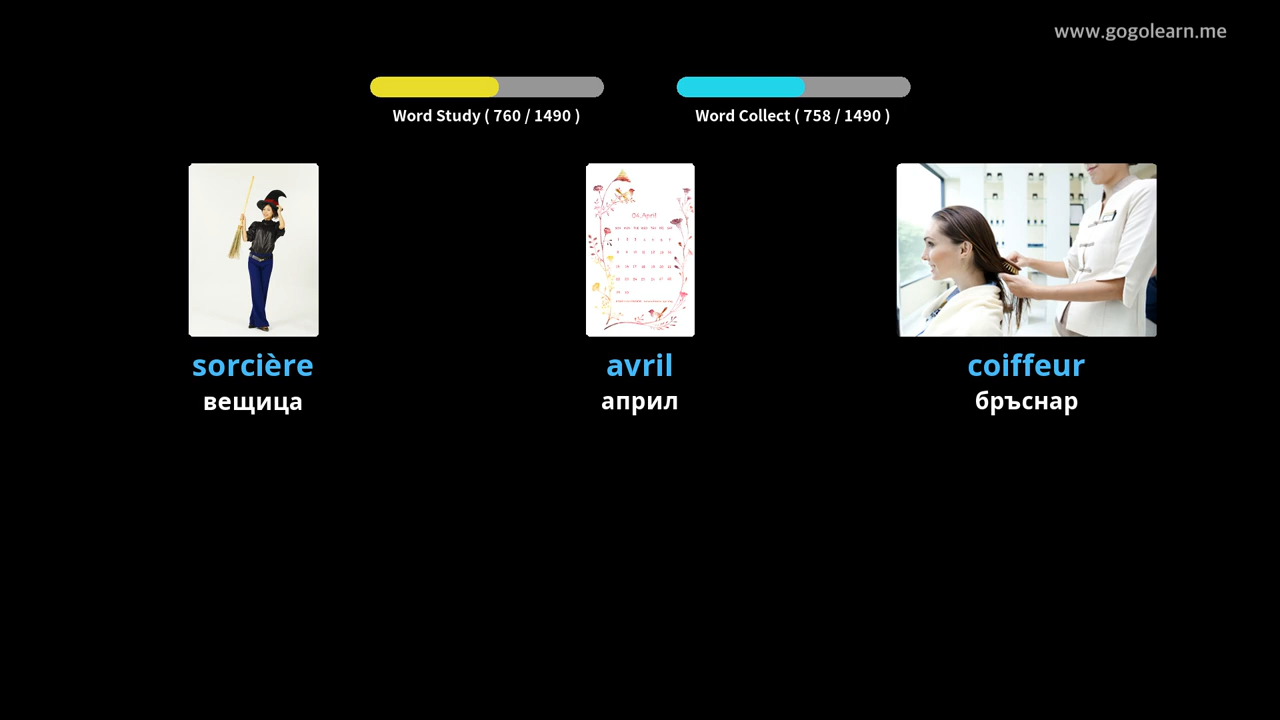 www.gogolearn.me
Word Study ( 760 / 1490 )
Word Collect ( 758 / 1490 )
sorcière
вещица
avril
април
coiffeur
бръснар